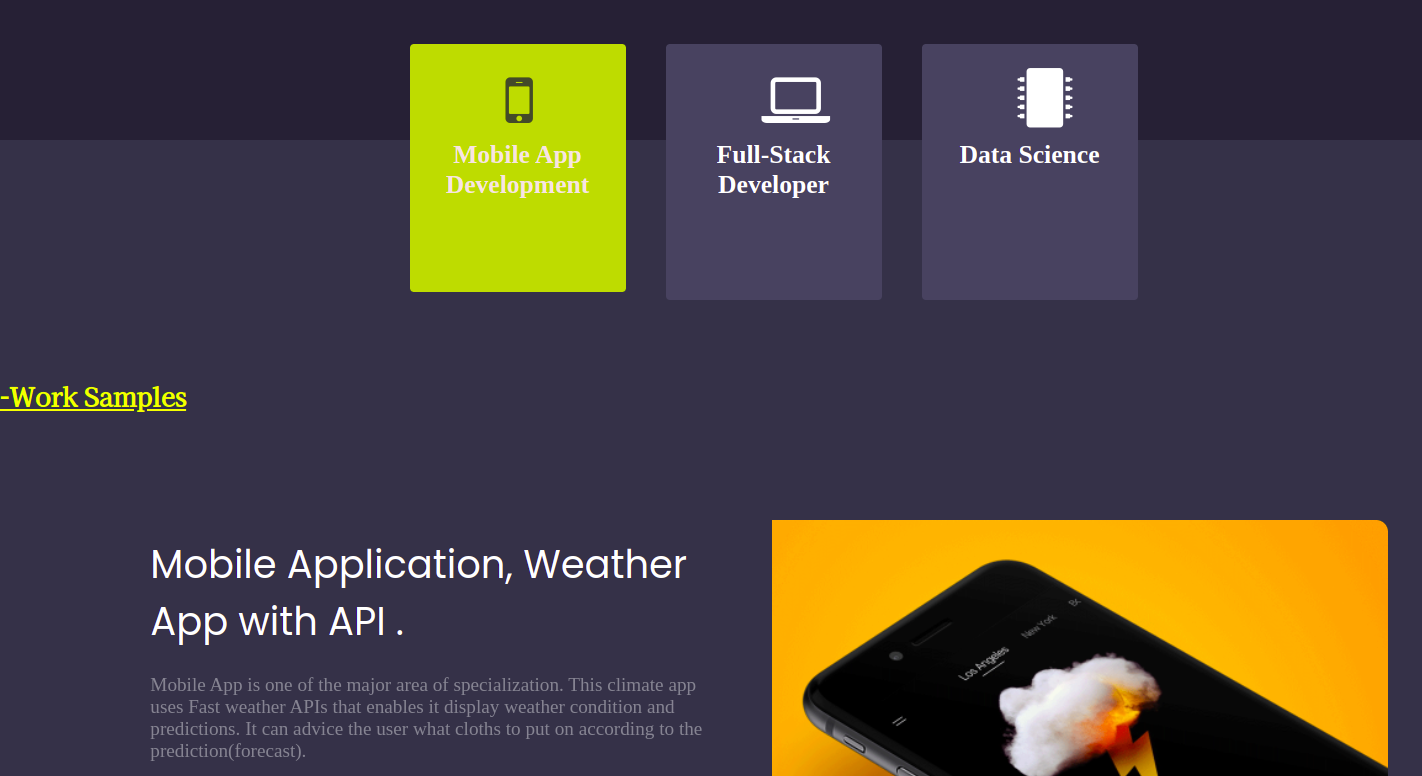 Mobile App
Development
Full-Stack
Developer
Data Science
-Work Samples
Mobile Application, Weather
App with API .
Mobile App is one of the major area of specialization. This climate app
uses Fast weather APIs that enables it display weather condition and
predictions. It can advice the user what cloths to put on according to the
prediction(forecast).
Los Angeles
New York